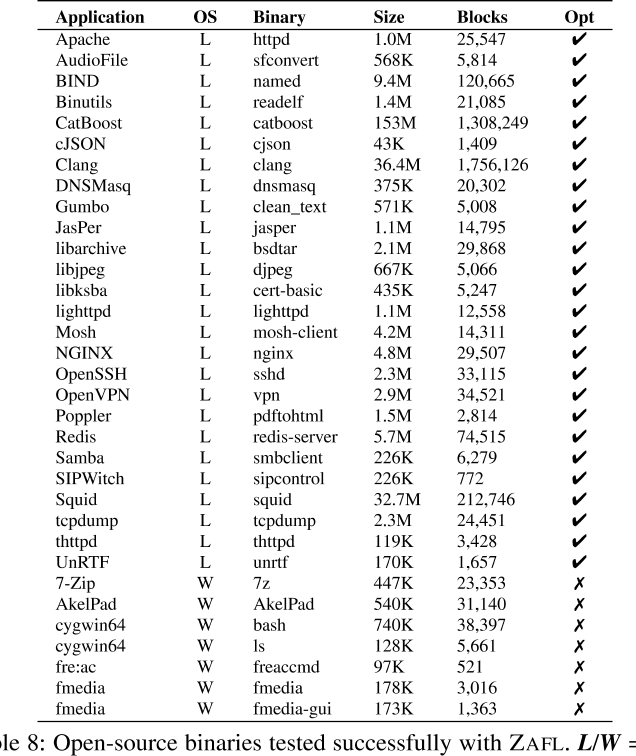 Application OS Binary Size Blocks Opt
Apache L httpd 1.0M 25,547 ✔
AudioFile L sfconvert 568K 5,814 ✔
BIND L named 9.4M 120,665 ✔
Binutils L readelf 1.4M 21,085 ✔
CatBoost L catboost 153M 1,308,249 ✔
cJSON L cjson 43K 1,409 ✔
Clang L clang 36.4M 1,756,126 ✔
DNSMasq L dnsmasq 375K 20,302 ✔
Gumbo L clean_text 571K 5,008 ✔
JasPer L jasper 1.1M 14,795 ✔
libarchive L bsdtar 2.1M 29,868 ✔
libjpeg L djpeg 667K 5,066 ✔
libksba L cert-basic 435K 5,247 ✔
lighttpd L lighttpd 1.1M 12,558 ✔
Mosh L mosh-client 4.2M 14,311 ✔
NGINX L nginx 4.8M 29,507 ✔
OpenSSH L sshd 2.3M 33,115 ✔
OpenVPN L vpn 2.9M 34,521 ✔
Poppler L pdftohtml 1.5M 2,814 ✔
Redis L redis-server 5.7M 74,515 ✔
Samba L smbclient 226K 6,279 ✔
SIPWitch L sipcontrol 226K 772 ✔
Squid L squid 32.7M 212,746 ✔
tcpdump L tcpdump 2.3M 24,451 ✔
thttpd L thttpd 119K 3,428 ✔
UnRTF L unrtf 170K 1,657 ✔
7-Zip W 7z 447K 23,353 ✗
AkelPad W AkelPad 540K 31,140 ✗
cygwin64 W bash 740K 38,397 ✗
cygwin64 W ls 128K 5,661 ✗
fre:ac W freaccmd 97K 521 ✗
fmedia W fmedia 178K 3,016 ✗
fmedia W fmedia-gui 173K 1,363 ✗
le 8: Open-source binaries tested successfully with ZAFL. L/W =